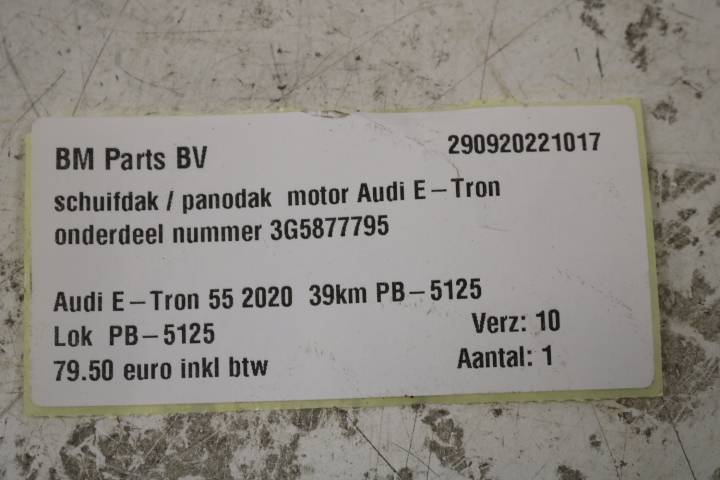 BM Parts BV 290920221017
schuifdak / panodak motor Audi E-Tron
onderdeel nummer 3G5877795
Audi E-Tron 55 2020 39km PB-5125
Lok PB-5125 Verz: 10
79.50 euro inkl btw Aantal: 1